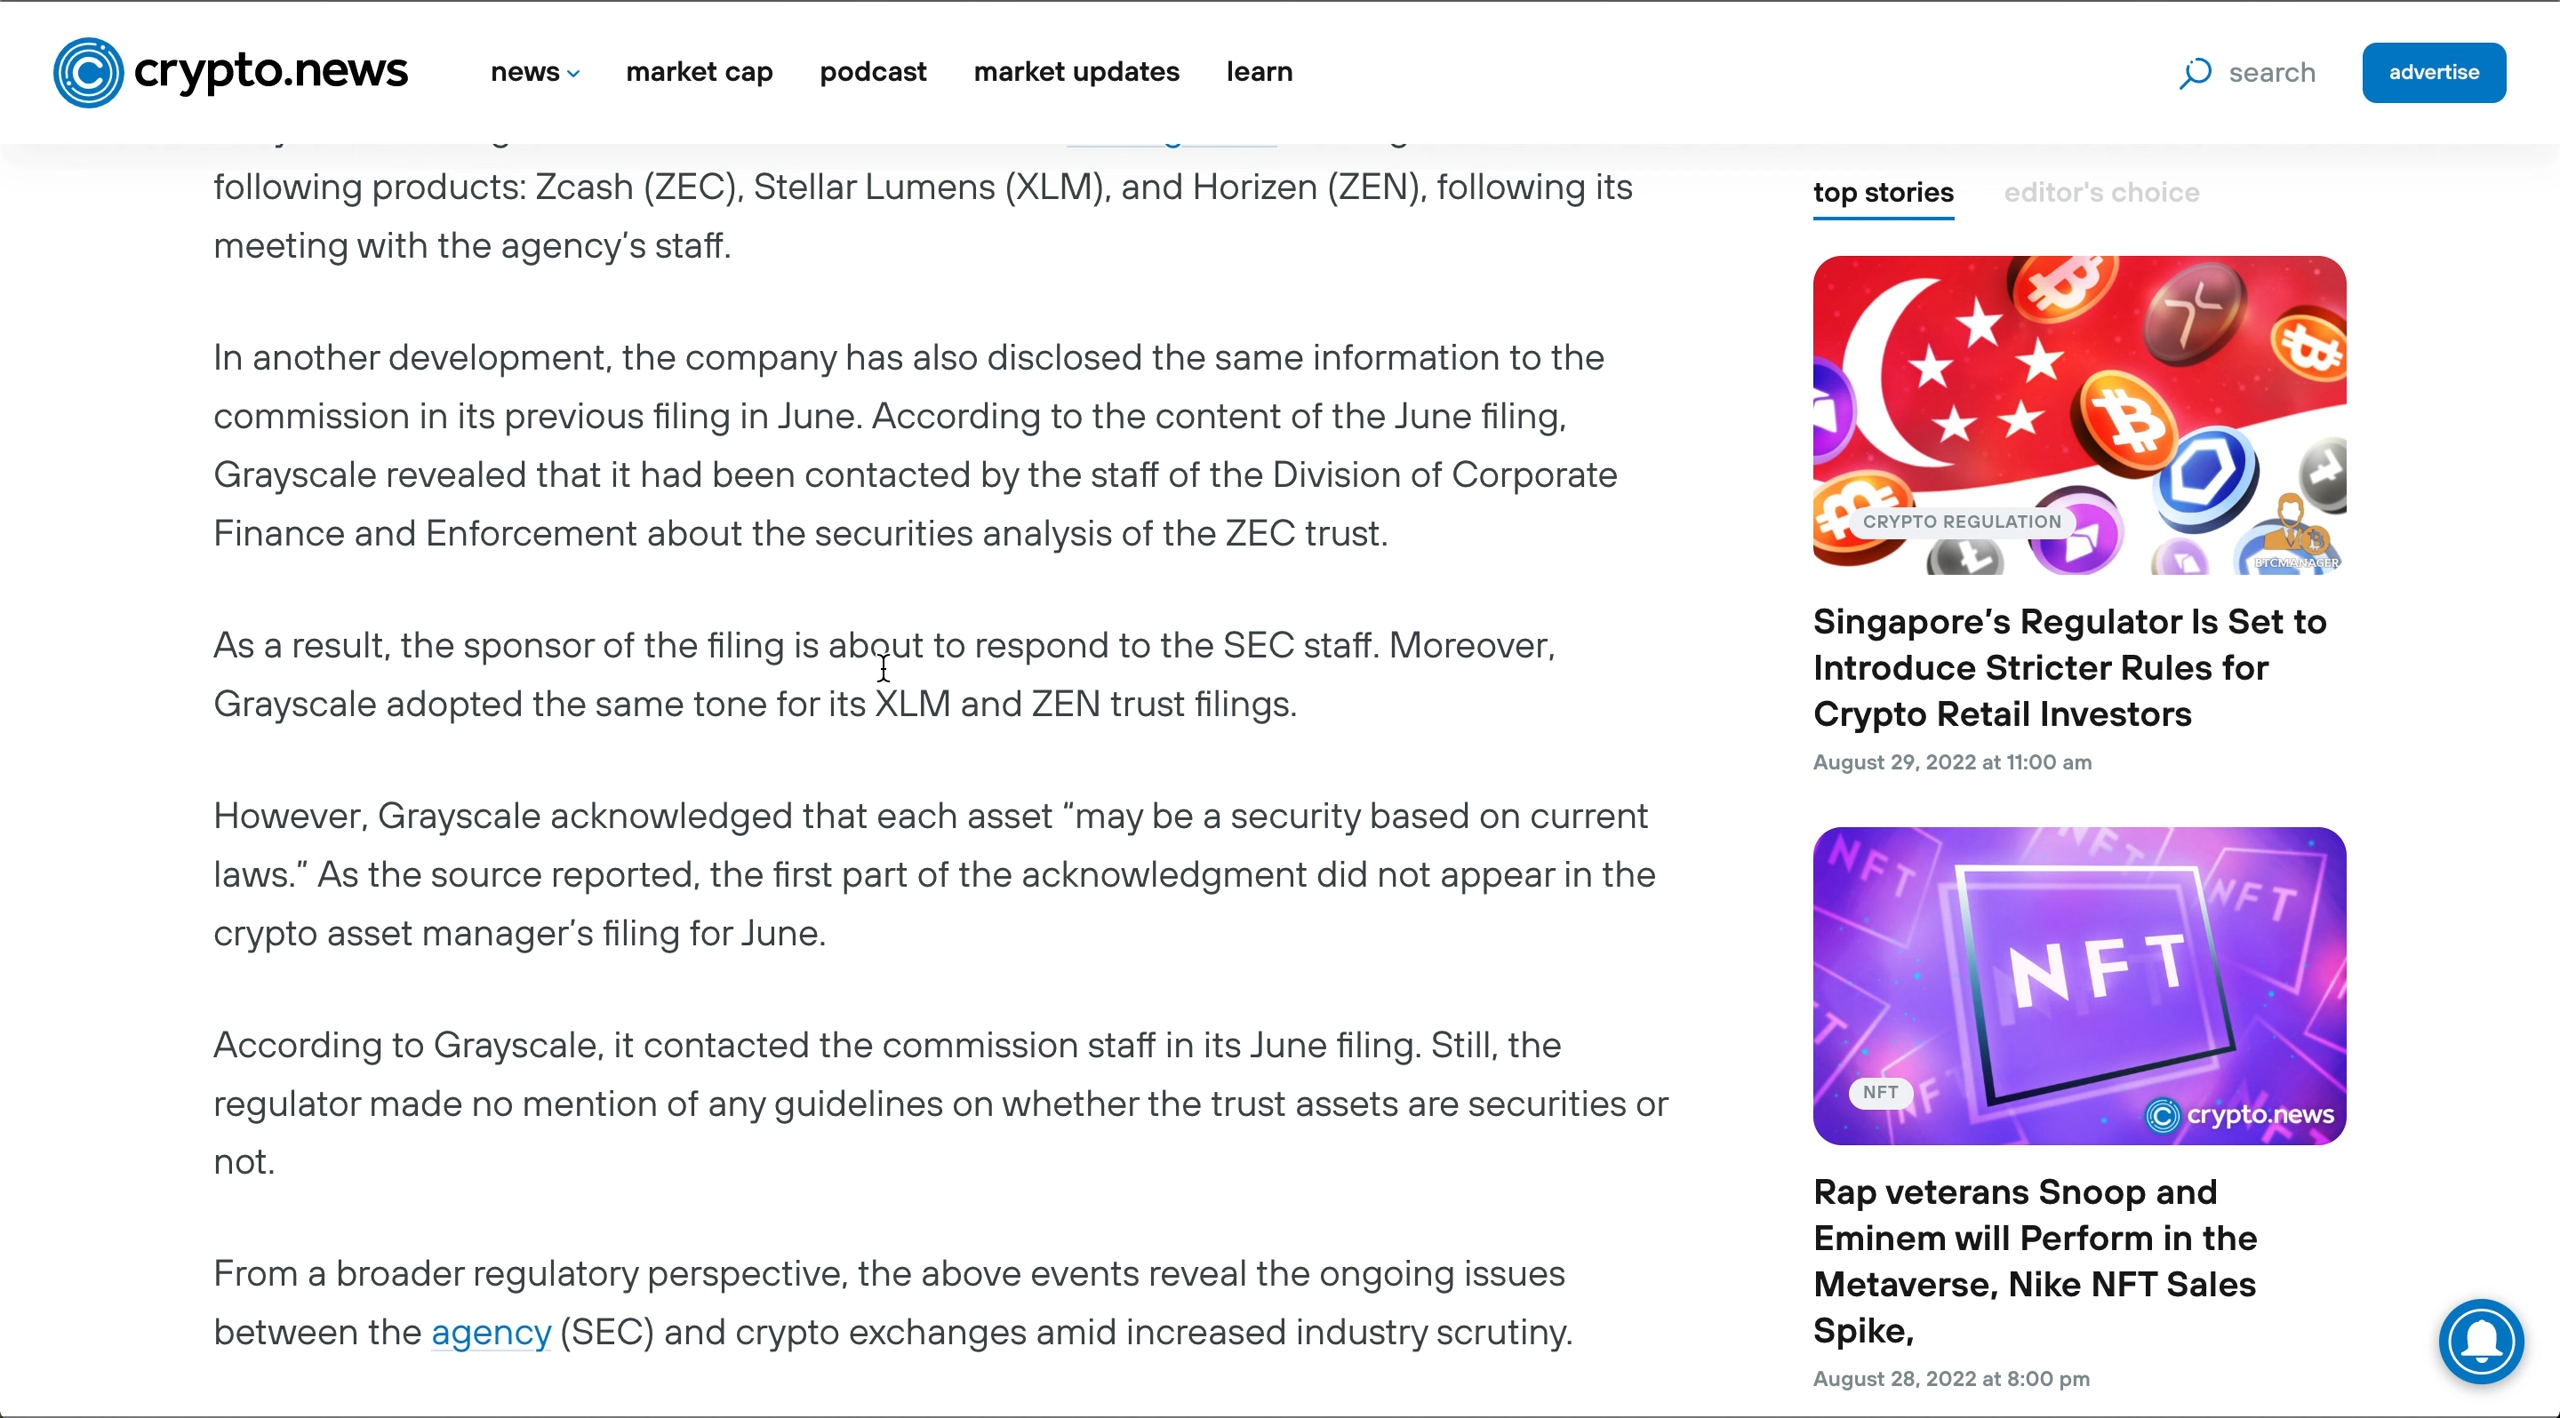 crypto.news
news
market cap
podcast
market updates
learn
search
advertise
following products: Zcash (ZEC), Stellar Lumens (XLM), and Horizen (ZEN), following its
meeting with the agency’s staff.
In another development, the company has also disclosed the same information to the
commission in its previous filing in June. According to the content of the June filing,
Grayscale revealed that it had been contacted by the staff of the Division of Corporate
Finance and Enforcement about the securities analysis of the ZEC trust.
As a result, the sponsor of the filing is about to respond to the SEC staff. Moreover,
Grayscale adopted the same tone for its XLM and ZEN trust filings.
However, Grayscale acknowledged that each asset “may be a security based on current
laws.” As the source reported, the first part of the acknowledgment did not appear in the
crypto asset manager’s filing for June.
According to Grayscale, it contacted the commission staff in its June filing. Still, the
regulator made no mention of any guidelines on whether the trust assets are securities or
not.
From a broader regulatory perspective, the above events reveal the ongoing issues
between the agency (SEC) and crypto exchanges amid increased industry scrutiny.
top stories
editor's choice
CRYPTO REGULATION
BTCMANAGER
Singapore’s Regulator Is Set to
Introduce Stricter Rules for
Crypto Retail Investors
August 29, 2022 at 11:00 am
NFT
NFT
NFT
NFT
NFT
crypto.news
Rap veterans Snoop and
Eminem will Perform in the
Metaverse, Nike NFT Sales
Spike,
August 28, 2022 at 8:00 pm